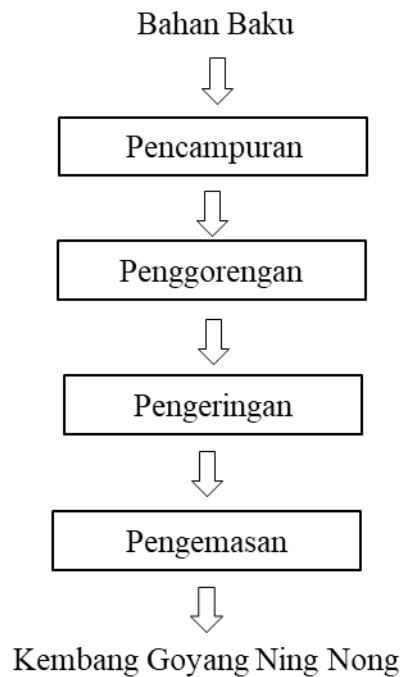 Bahan Baku
Pencampuran
Penggorengan
Pengeringan
Pengemasan
Kembang Goyang Ning Nong